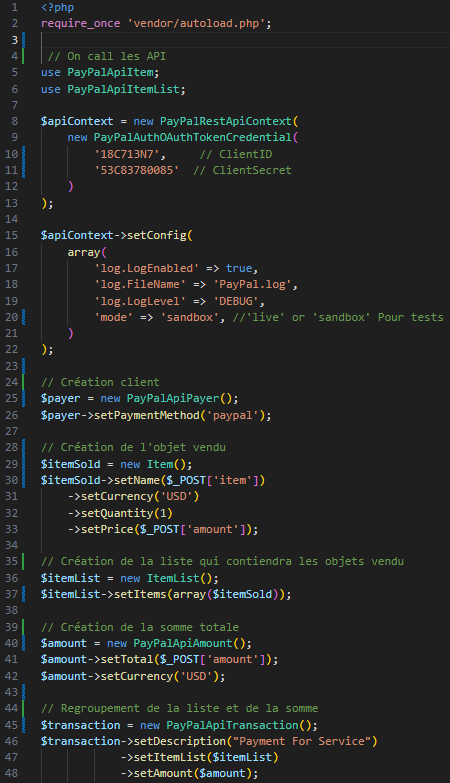 1 <?php
2 require_once 'vendor/autoload.php';
3
4 // On call les API
5 use PayPalApiItem;
6 use PayPalApiItemList;
7
8 $apiContext = new PayPalRestApiContext(
9 new PayPalAuthOAuthTokenCredential(
10 '18C713N7', // ClientID
11 '53C83780085' // ClientSecret
12 )
13 );
14
15 $apiContext->setConfig(
16 array(
17 'log.LogEnabled' => true,
18 'log.FileName' => 'PayPal.log',
19 'log.LogLevel' => 'DEBUG',
20 'mode' => 'sandbox', //'live' or 'sandbox' Pour tests
21 )
22 );
23
24 // Création client
25 $payer = new PayPalApiPayer();
26 $payer->setPaymentMethod('paypal');
27
28 // Création de l'objet vendu
29 $itemSold = new Item();
30 $itemSold->setName($_POST['item'])
31 ->setCurrency('USD')
32 ->setQuantity(1)
33 ->setPrice($_POST['amount']);
34
35 // Création de la liste qui contiendra les objets vendu
36 $itemList = new ItemList();
37 $itemList->setItems(array($itemSold));
38
39 // Création de la somme totale
40 $amount = new PayPalApiAmount();
41 $amount->setTotal($_POST['amount']);
42 $amount->setCurrency('USD');
43
44 // Regroupement de la liste et de la somme
45 $transaction = new PayPalApiTransaction();
46 $transaction->setDescription("Payment For Service")
47 ->setItemList($itemList)
48 ->setAmount($amount);